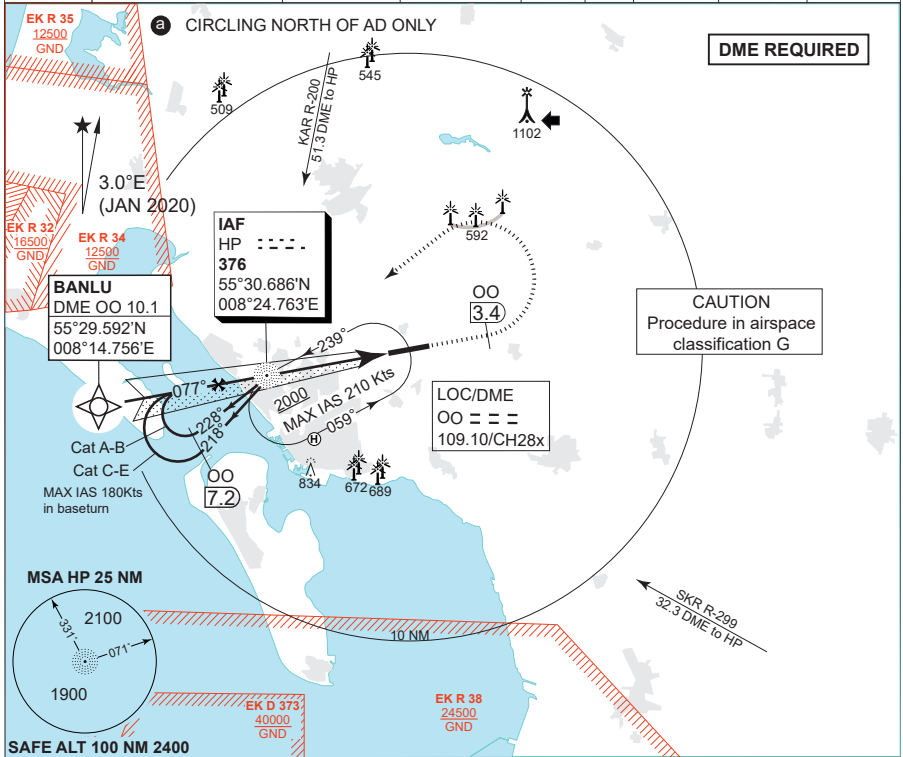 EK R 35
12500
GND
a CIRCLING NORTH OF AD ONLY
DME REQUIRED
509
545
KAR R-200
51.3 DME to HP
1102
3.0°E
(JAN 2020)
EK R 32
16500
GND
EK R 34
12500
GND
IAF
HP
376
55°30.686'N
008°24.763'E
592
BANLU
DME OO 10.1
55°29.592'N
008°14.756'E
OO
3.4
CAUTION
Procedure in airspace
classification G
239°
077°
2000
MAX IAS 210 Kts
059°
228°
218°
LOC/DME
OO
109.10/CH28x
Cat A-B
Cat C-E
MAX IAS 180Kts
in baseturn
OO
7.2
H
834
672
689
MSA HP 25 NM
2100
331°
071°
1900
SAFE ALT 100 NM 2400
SKR R-299
32.3 DME to HP
10 NM
EK D 373
40000
GND
EK R 38
24500
GND